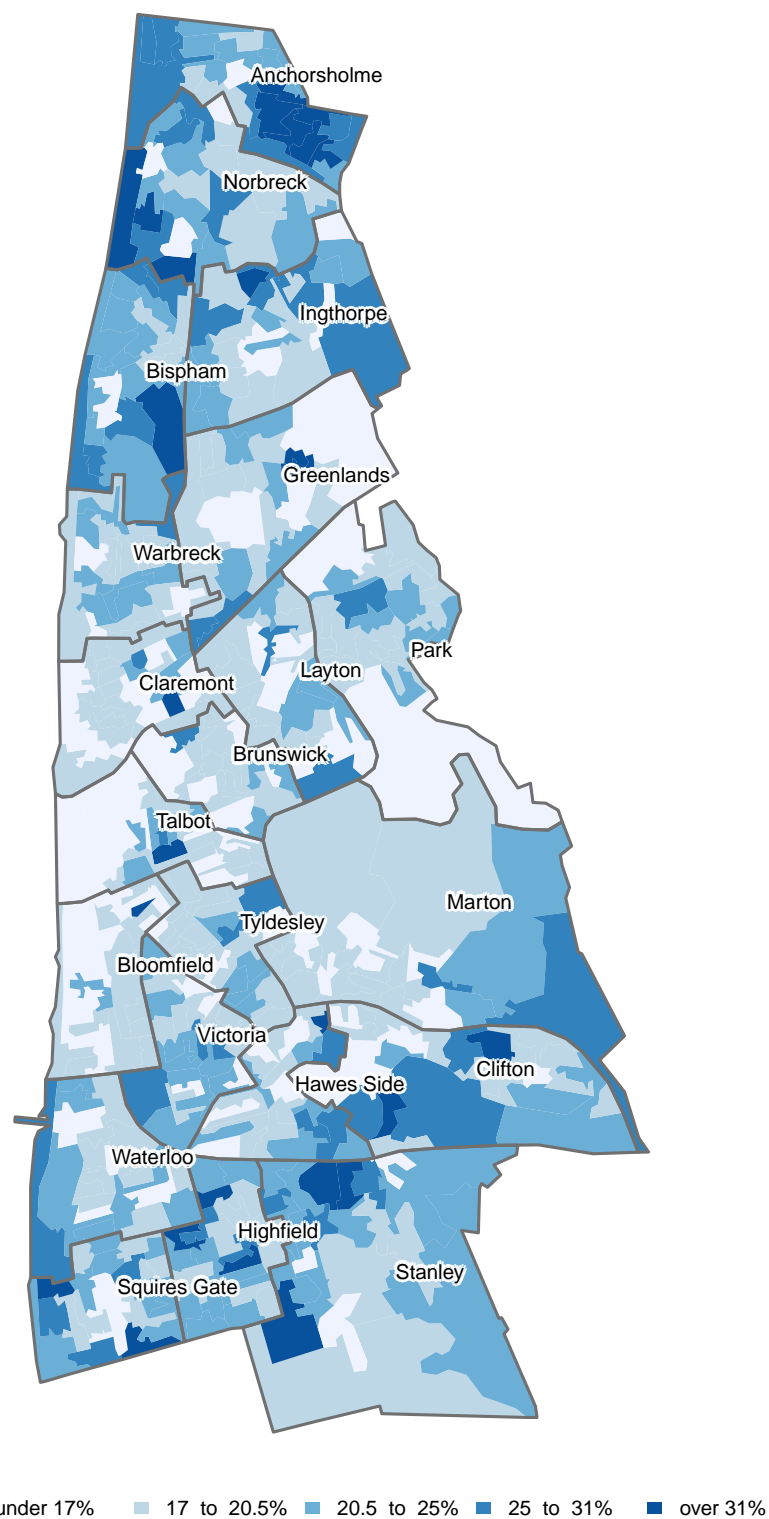 Anchorsholme
Norbreck
Ingthorpe
Bispham
Greenlands
Warbreck
Park
Layton
Claremont
Brunswick
Talbot
Marton
Tyldesley
Bloomfield
Victoria
Clifton
Hawes Side
Waterloo
Highfield
Stanley
Squires Gate
under 17% 17 to 20.5% 20.5 to 25% 25 to 31% over 31%